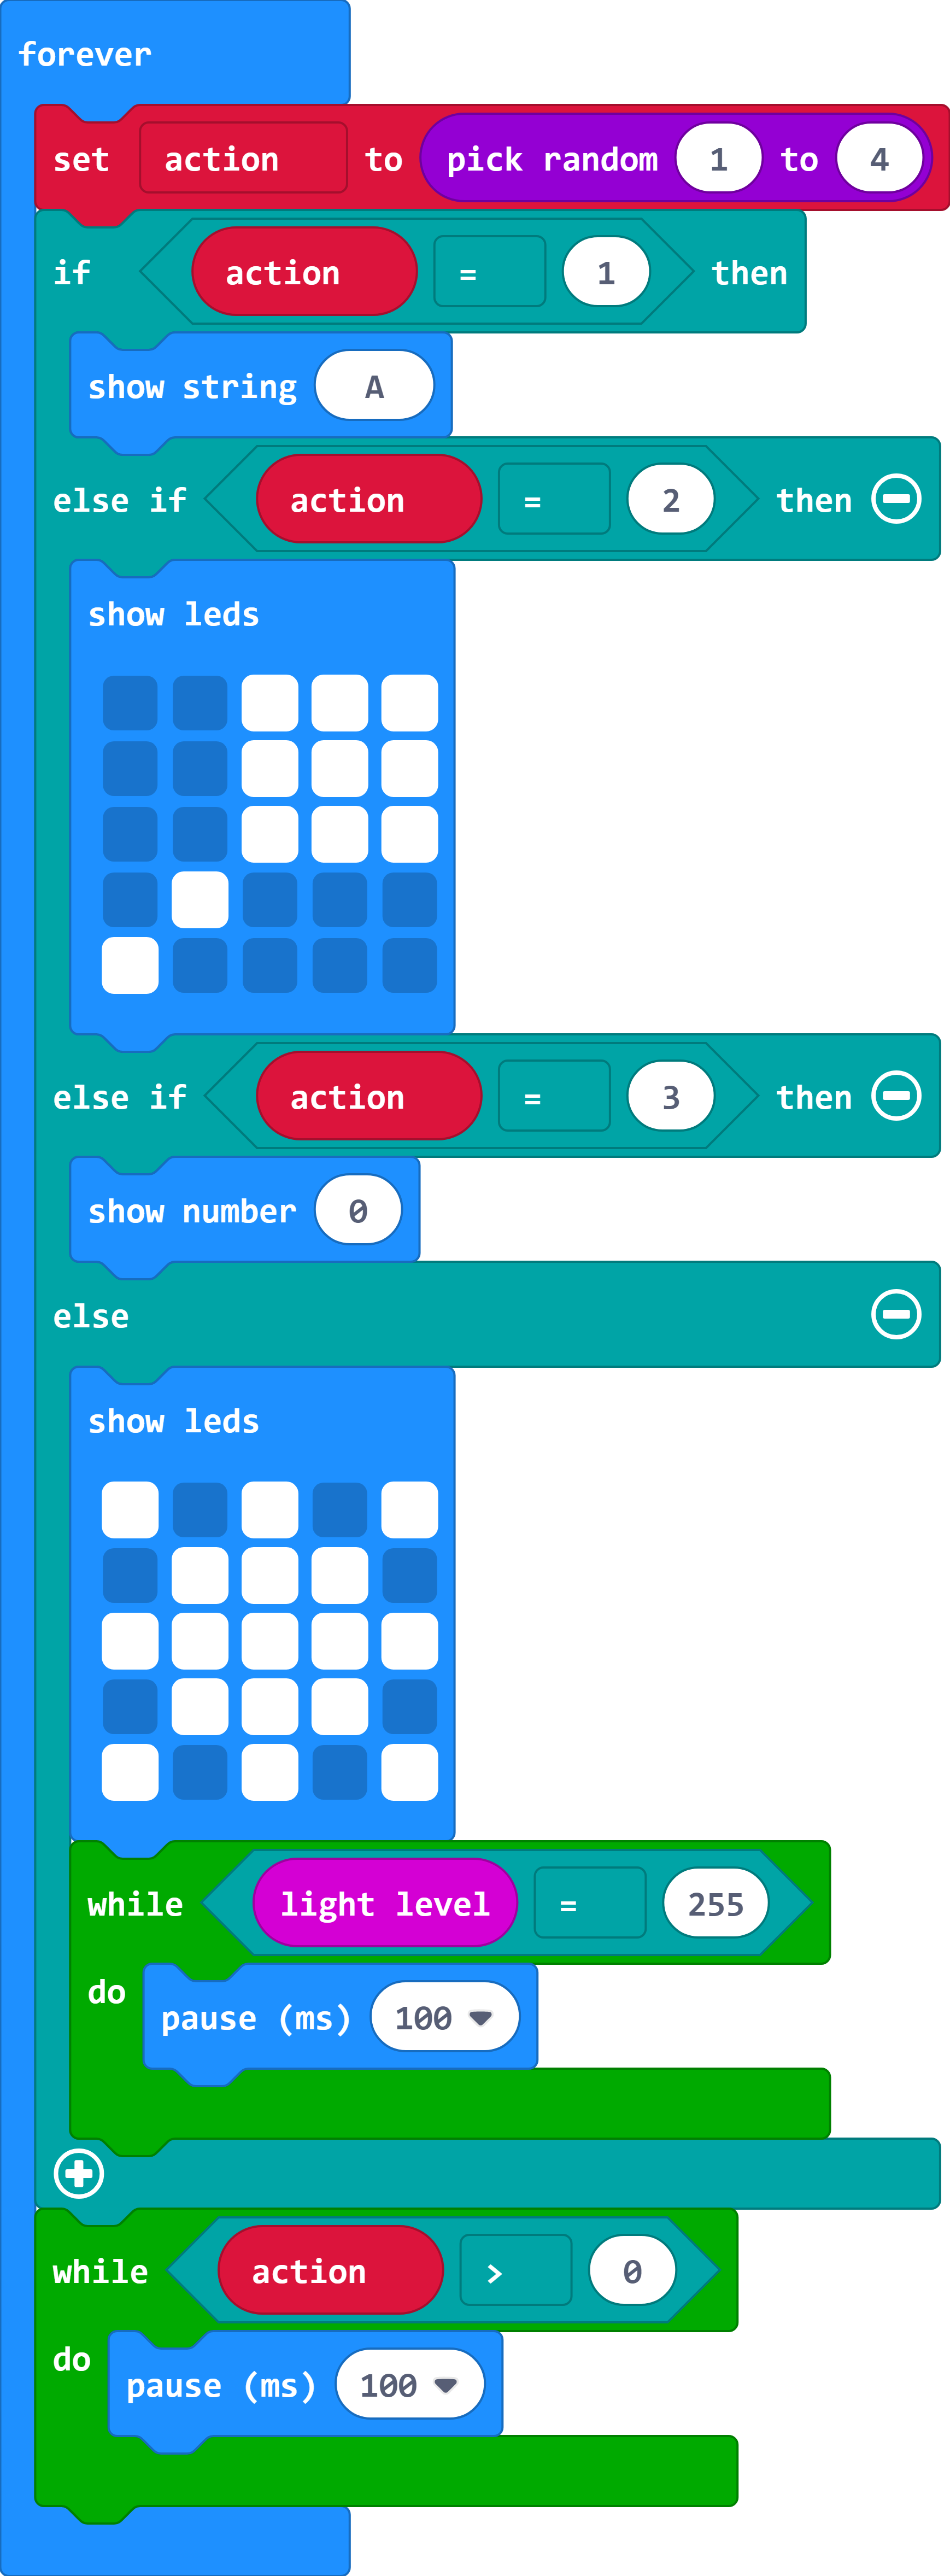 forever
set action to pick random 1 to 4
if action = 1 then
show string A
else if action = 2 then
show leds
else if action = 3 then
show number 0
else
show leds
while light level = 255
do pause (ms) 100
while action > 0
do pause (ms) 100